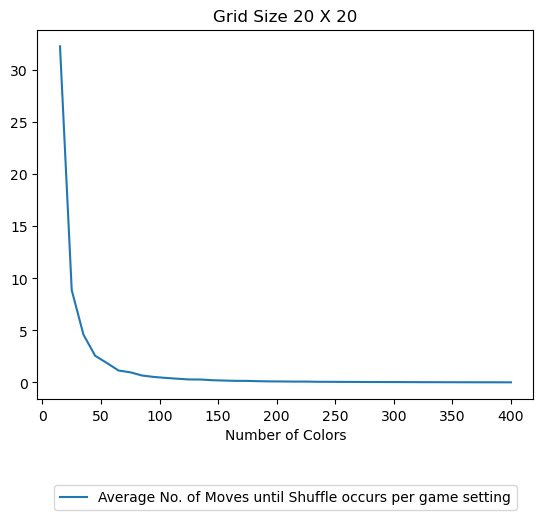 Grid Size 20 X 20
30
25
20
15
10
5
0
0 50 100 150 200 250 300 350 400
Number of Colors
Average No. of Moves until Shuffle occurs per game setting